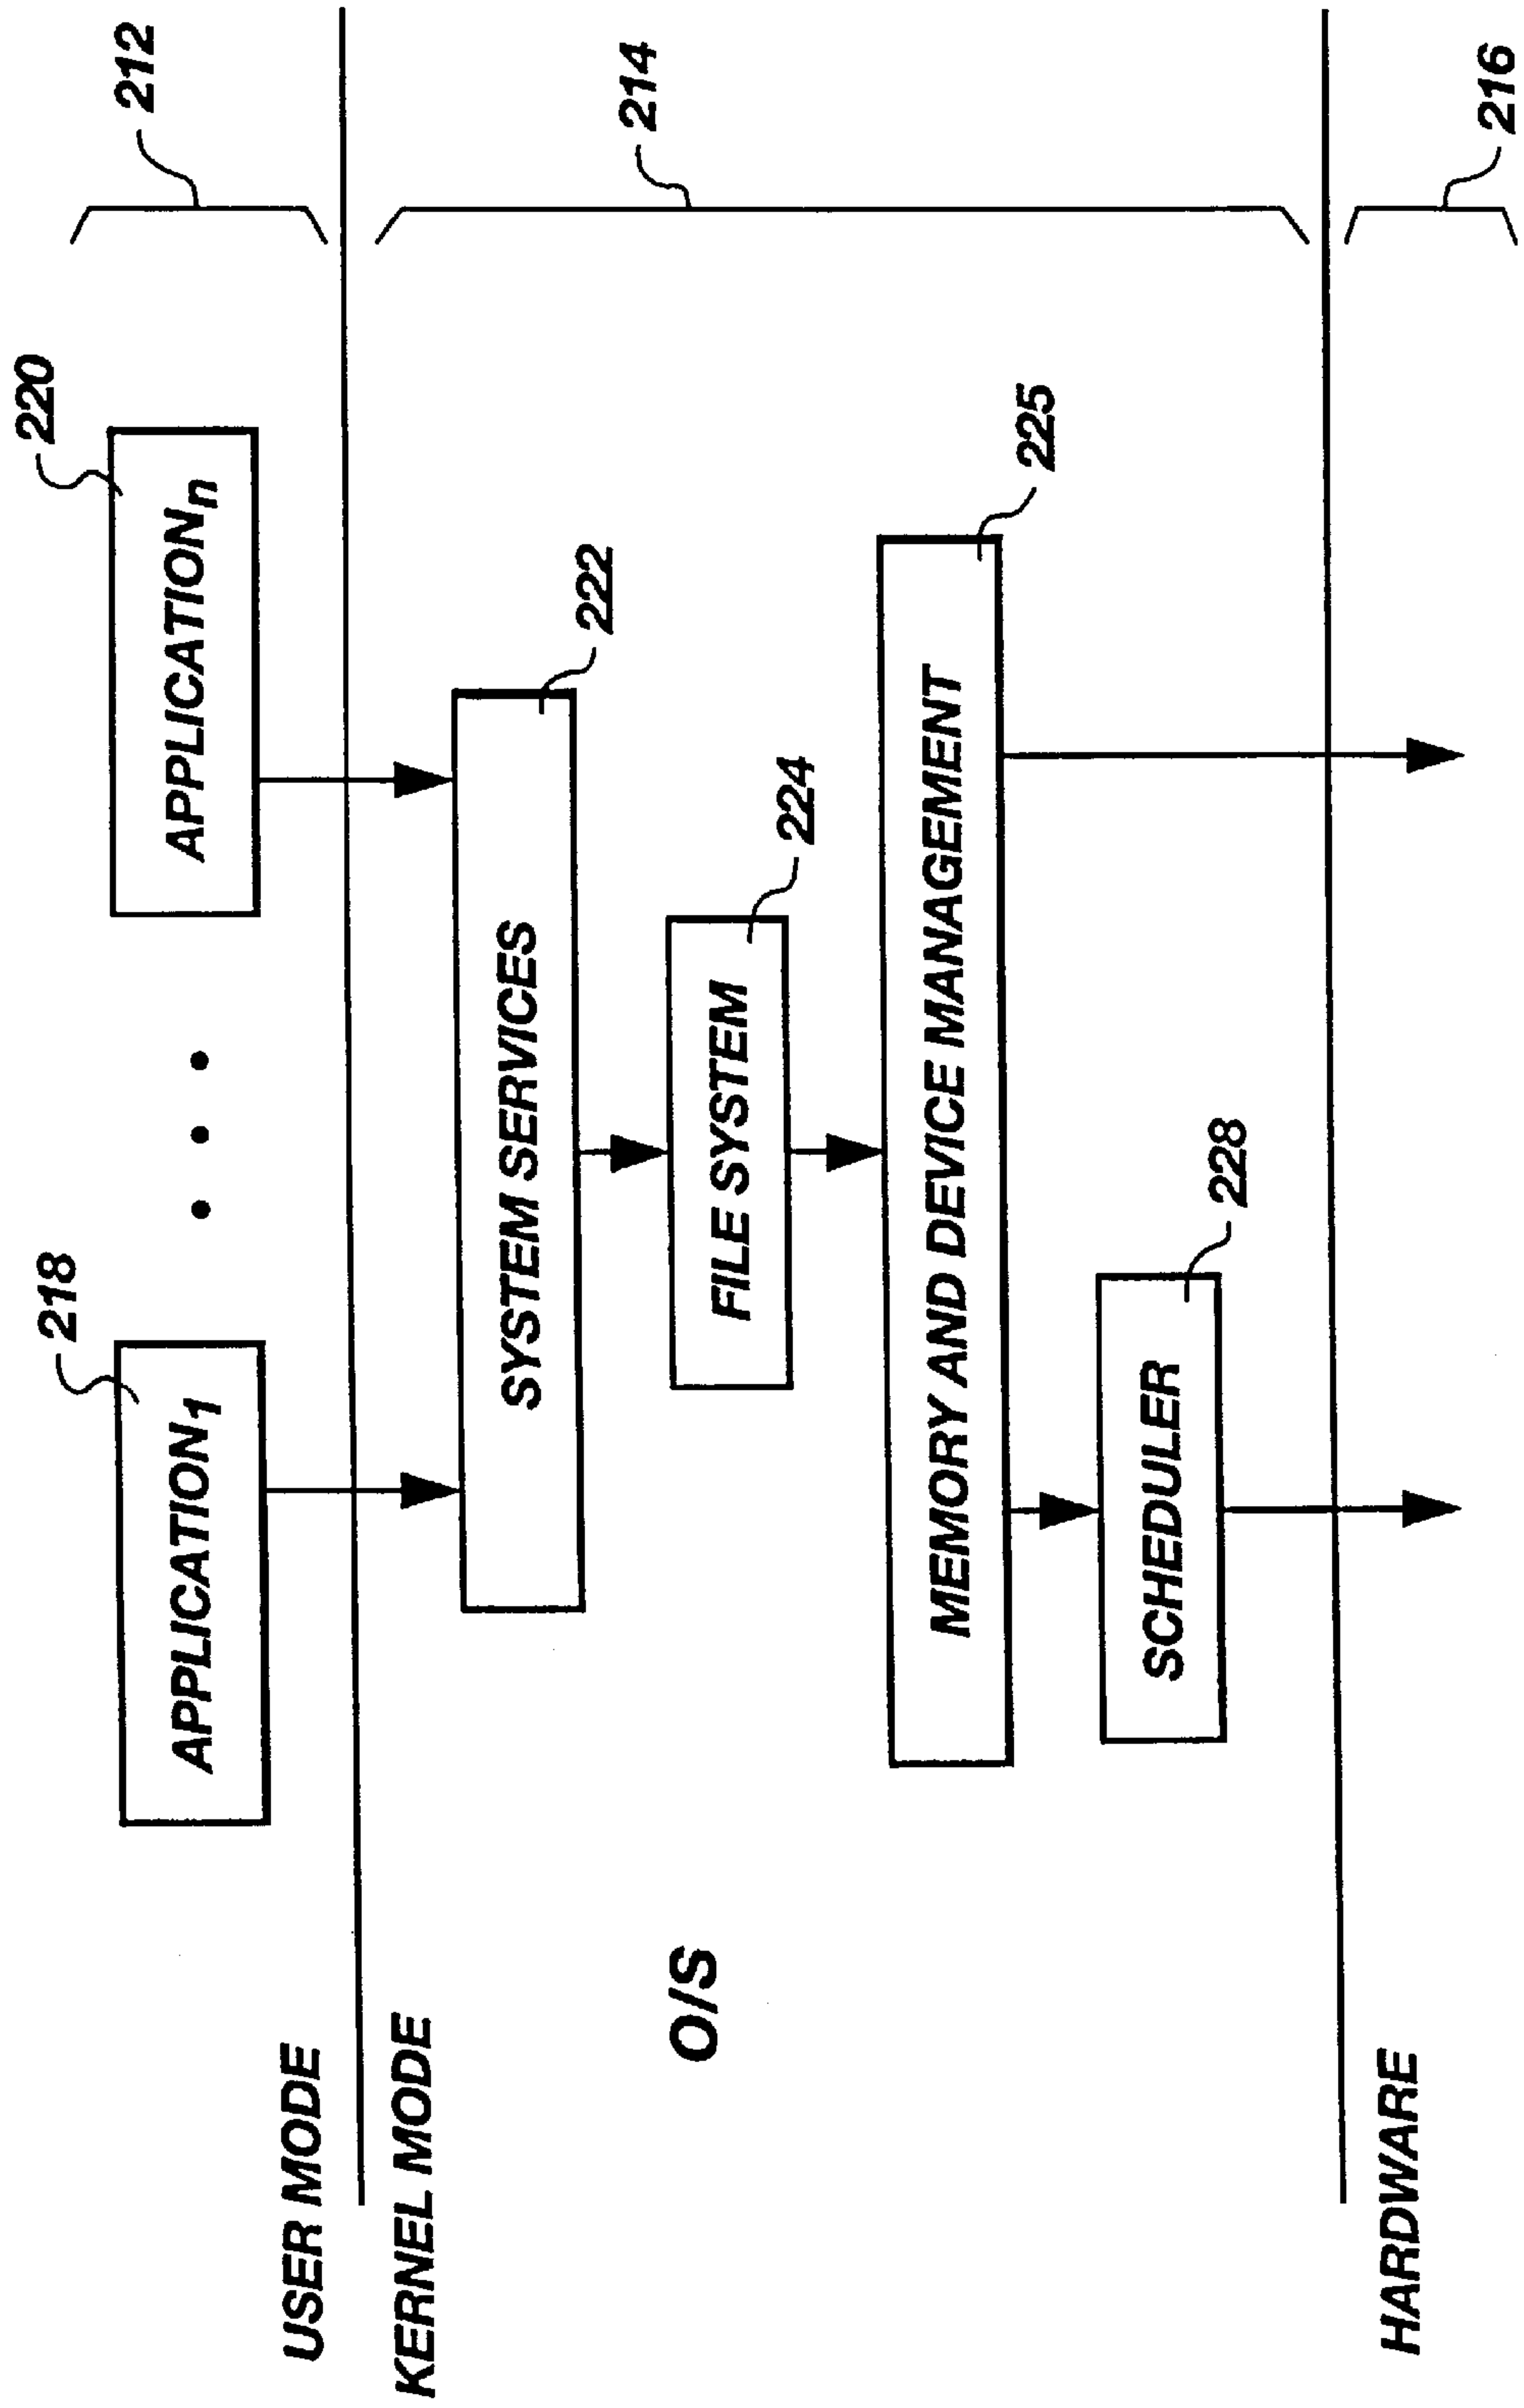 212
220
218
APPLICATION1
APPLICATIONn
USER MODE
KERNEL MODE
214
222
SYSTEM SERVICES
O/S
224
FILE SYSTEM
225
MEMORY AND DEVICE MANAGEMENT
228
SCHEDULER
HARDWARE
216